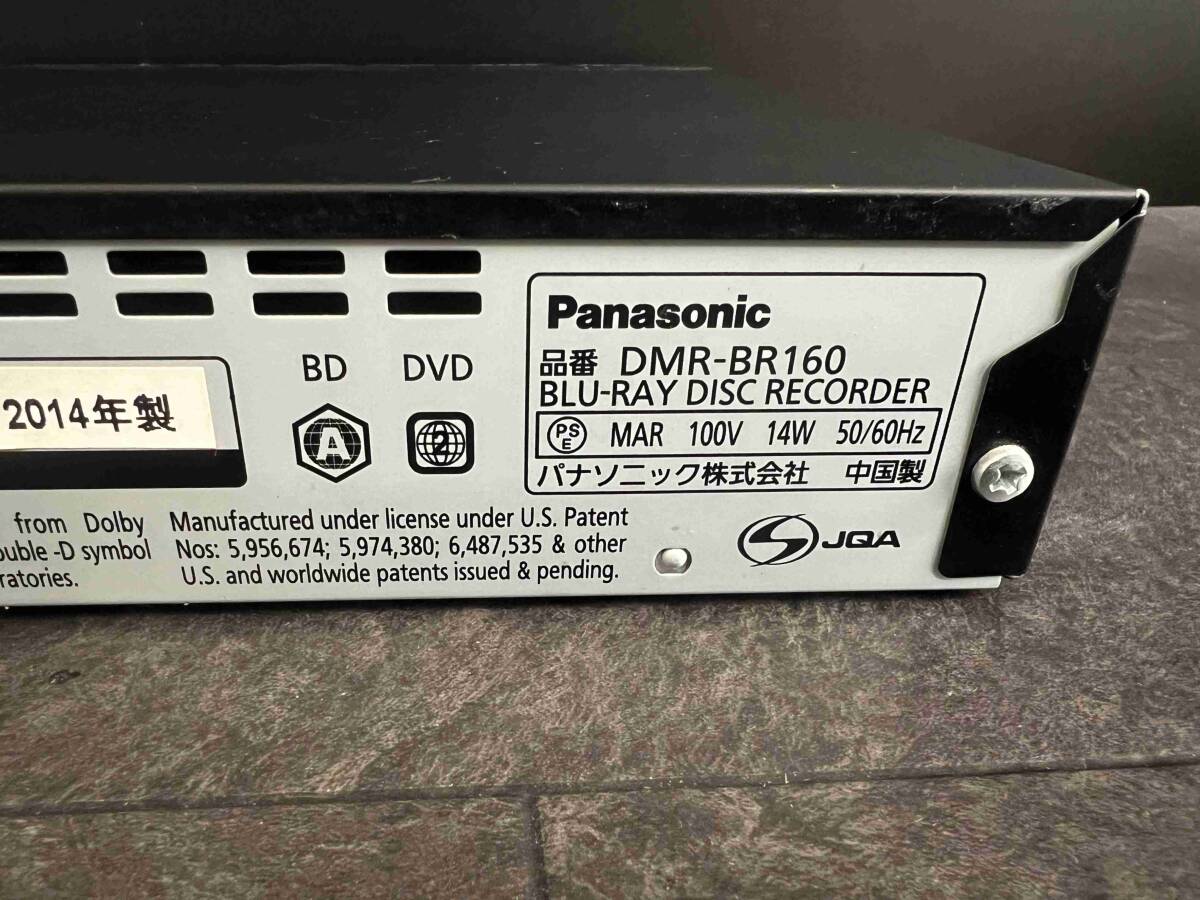 Panasonic
品番 DMR-BR160
BLU-RAY DISC RECORDER
PS E MAR 100V 14W 50/60Hz
パナソニック株式会社 中国製
BD DVD
A 2
2014年製
from Dolby
symbol
Manufactured under license under U.S. Patent
Nos: 5,956,674; 5,974,380; 6,487,535 & other
U.S. and worldwide patents issued & pending.
JQA